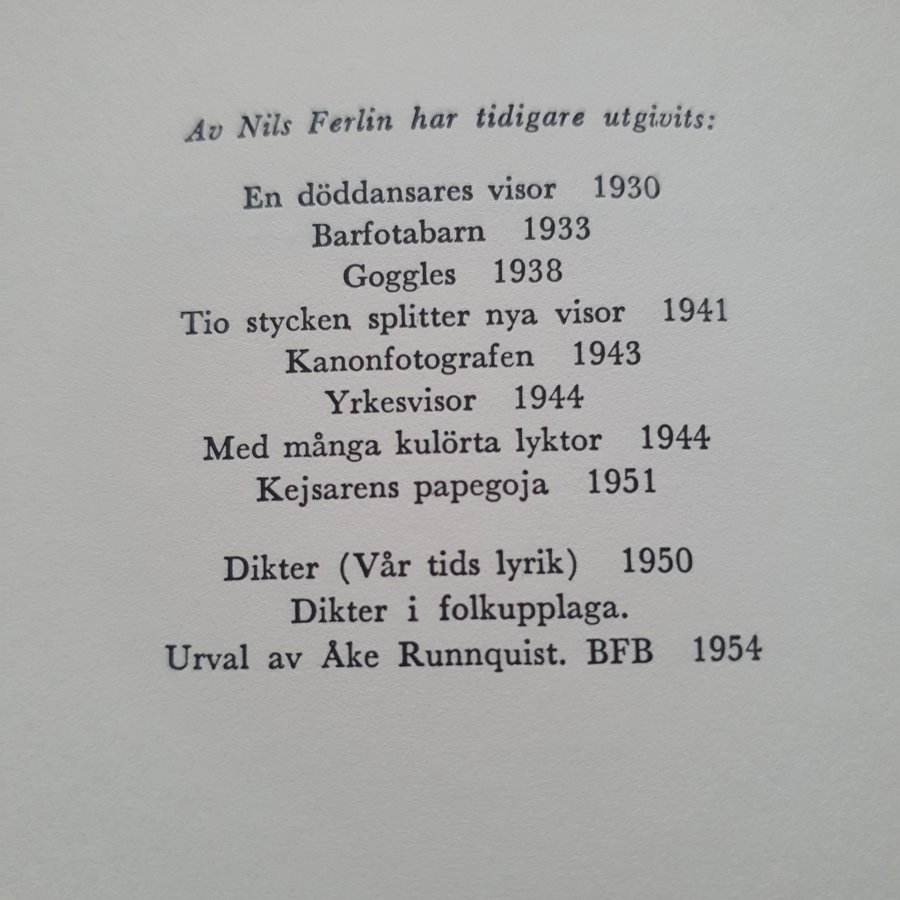 Av Nils Ferlin har tidigare utgivits:
En döddansares visor 1930
Barfotabarn 1933
Goggles 1938
Tio stycken splitter nya visor 1941
Kanonfotografen 1943
Yrkesvisor 1944
Med många kulörta lyktor 1944
Kejsarens papegoja 1951
Dikter (Vår tids lyrik) 1950
Dikter i folkupplaga.
Urval av Åke Runnquist. BFB 1954